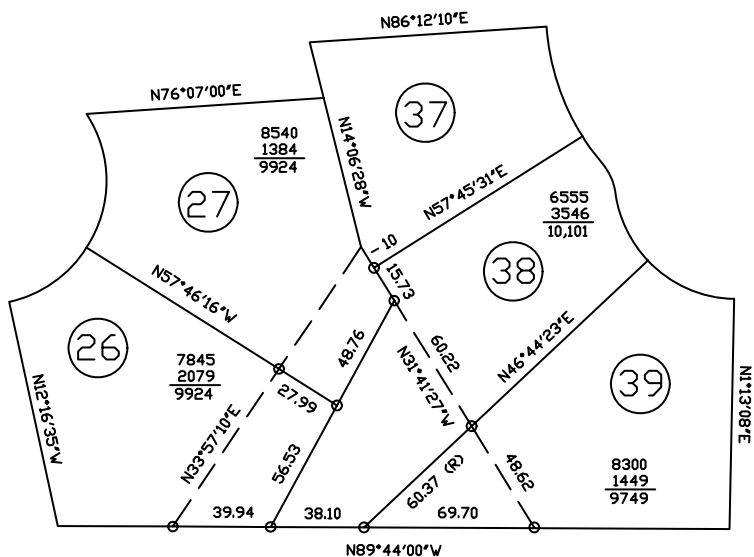 N86°12'10"E
N76°07'00"E
37
8540
1384
9924
N14°06'28"W
27
N57°45'31"E
6555
3546
10,101
10
15.73
38
N57°46'16"W
26
7845
2079
9924
48.76
60.22
N46°44'23"E
N31°41'27"W
27.99
39
N12°16'35"W
N33°57'10"E
N1°13'08"E
56.53
60.37 (R)
48.62
8300
1449
9749
39.94
38.10
69.70
N89°44'00"W